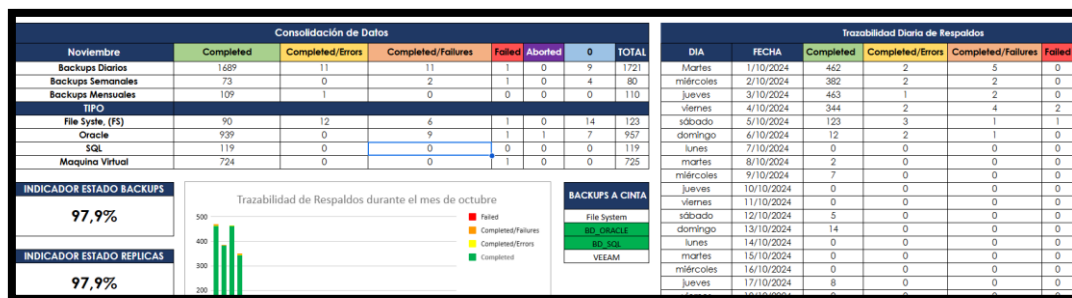 Consolidación de Datos
Noviembre Completed Completed/Errors Completed/Failures Failed Aborted 0 TOTAL
Backups Diarios 1689 11 11 1 0 9 1721
Backups Semanales 73 0 2 1 0 4 80
Backups Mensuales 109 1 0 0 0 0 110
TIPO
File Syste, (FS) 90 12 6 1 0 14 123
Oracle 939 0 9 1 1 7 957
SQL 119 0 0 0 0 0 119
Maquina Virtual 724 0 0 1 0 0 725
INDICADOR ESTADO BACKUPS
97,9%
INDICADOR ESTADO REPLICAS
97,9%
Trazabilidad de Respaldos durante el mes de octubre
500
400
300
200
Failed
Completed/Failures
Completed/Errors
Completed
BACKUPS A CINTA
File System
BD_ORACLE
BD_SQL
VEEAM
Trazabilidad Diaria de Respaldos
DIA FECHA Completed Completed/Errors Completed/Failures Failed
Martes 1/10/2024 462 2 5 0
miércoles 2/10/2024 382 2 2 0
jueves 3/10/2024 463 1 2 0
viernes 4/10/2024 344 2 4 2
sábado 5/10/2024 123 3 1 1
domingo 6/10/2024 12 2 1 0
lunes 7/10/2024 0 0 0 0
martes 8/10/2024 2 0 0 0
miércoles 9/10/2024 7 0 0 0
jueves 10/10/2024 0 0 0 0
viernes 11/10/2024 0 0 0 0
sábado 12/10/2024 5 0 0 0
domingo 13/10/2024 14 0 0 0
lunes 14/10/2024 0 0 0 0
martes 15/10/2024 0 0 0 0
miércoles 16/10/2024 0 0 0 0
jueves 17/10/2024 8 0 0 0